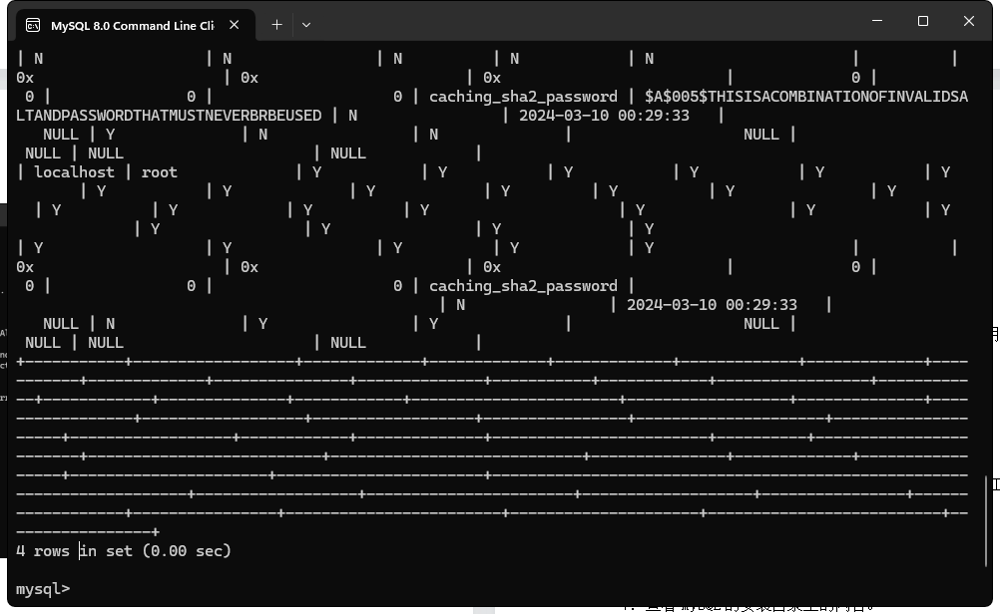 MySQL 8.0 Command Line Cli
| N | N | N | N | N | | |
0x | 0x | 0x | 0 |
0 | 0 | 0 | caching_sha2_password | $A$005$THISISACOMBINATIONOFINVALIDSA
LTANDPASSWORDTHATMUSTNEVERBRBEUSED | N | 2024-03-10 00:29:33 |
NULL | Y | N | N | NULL |
NULL | NULL | NULL |
| localhost | root | Y | Y | Y | Y | Y | Y
| Y | Y | Y | Y | Y | Y | Y
| Y | Y | Y | Y | Y | Y | Y
| Y | Y | Y | Y
| Y | Y | Y | Y | Y | | |
0x | 0x | 0x | 0 |
0 | 0 | 0 | caching_sha2_password |
| N | 2024-03-10 00:29:33 |
NULL | N | Y | Y | NULL |
NULL | NULL | NULL |
4 rows in set (0.00 sec)
mysql>